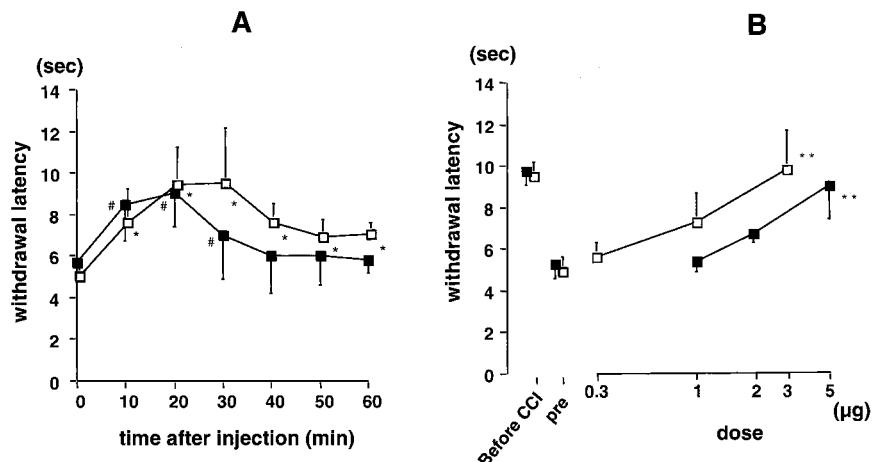 A
(sec)
withdrawal latency
14
12
10
8
6
4
2
0
#
*
#
*
#
*
*
*
*
0 10 20 30 40 50 60
time after injection (min)
B
(sec)
withdrawal latency
14
12
10
8
6
4
2
0
**
**
Before CCI
pre
0.3 1 2 3 5
(µg)
dose